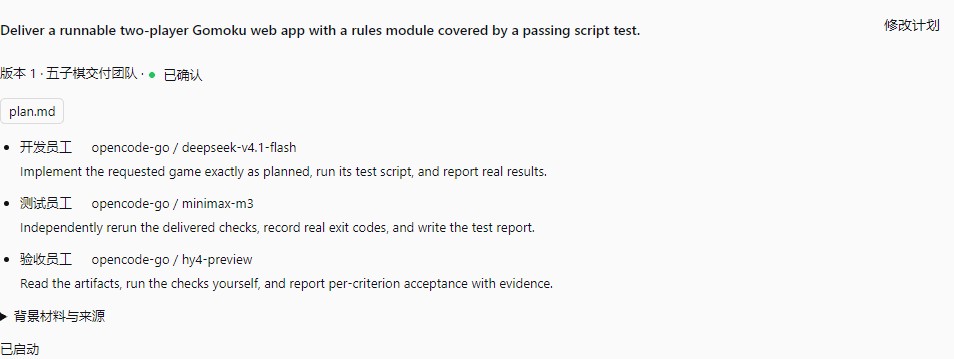 Deliver a runnable two-player Gomoku web app with a rules module covered by a passing script test.
修改计划
版本 1 · 五子棋交付团队 · 已确认
plan.md
开发员工 opencode-go / deepseek-v4.1-flash
Implement the requested game exactly as planned, run its test script, and report real results.
测试员工 opencode-go / minimax-m3
Independently rerun the delivered checks, record real exit codes, and write the test report.
验收员工 opencode-go / hy4-preview
Read the artifacts, run the checks yourself, and report per-criterion acceptance with evidence.
背景材料与来源
已启动